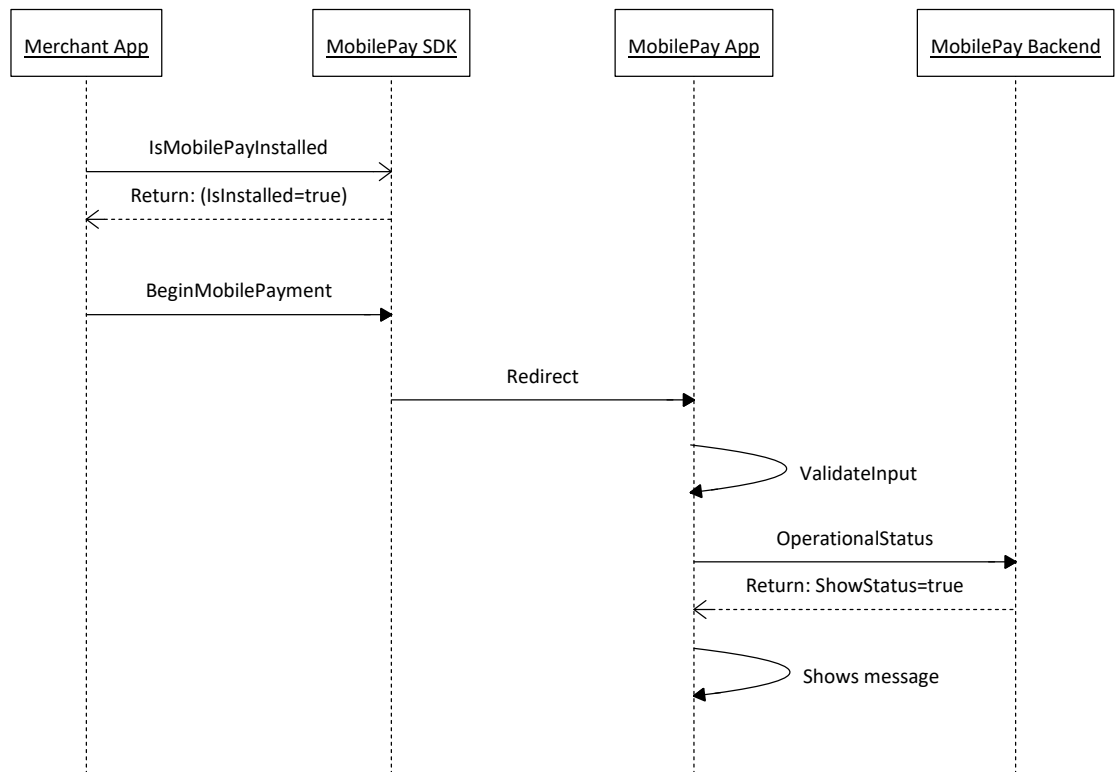 Merchant App
MobilePay SDK
MobilePay App
MobilePay Backend
IsMobilePayInstalled
Return: (IsInstalled=true)
BeginMobilePayment
Redirect
ValidateInput
OperationalStatus
Return: ShowStatus=true
Shows message